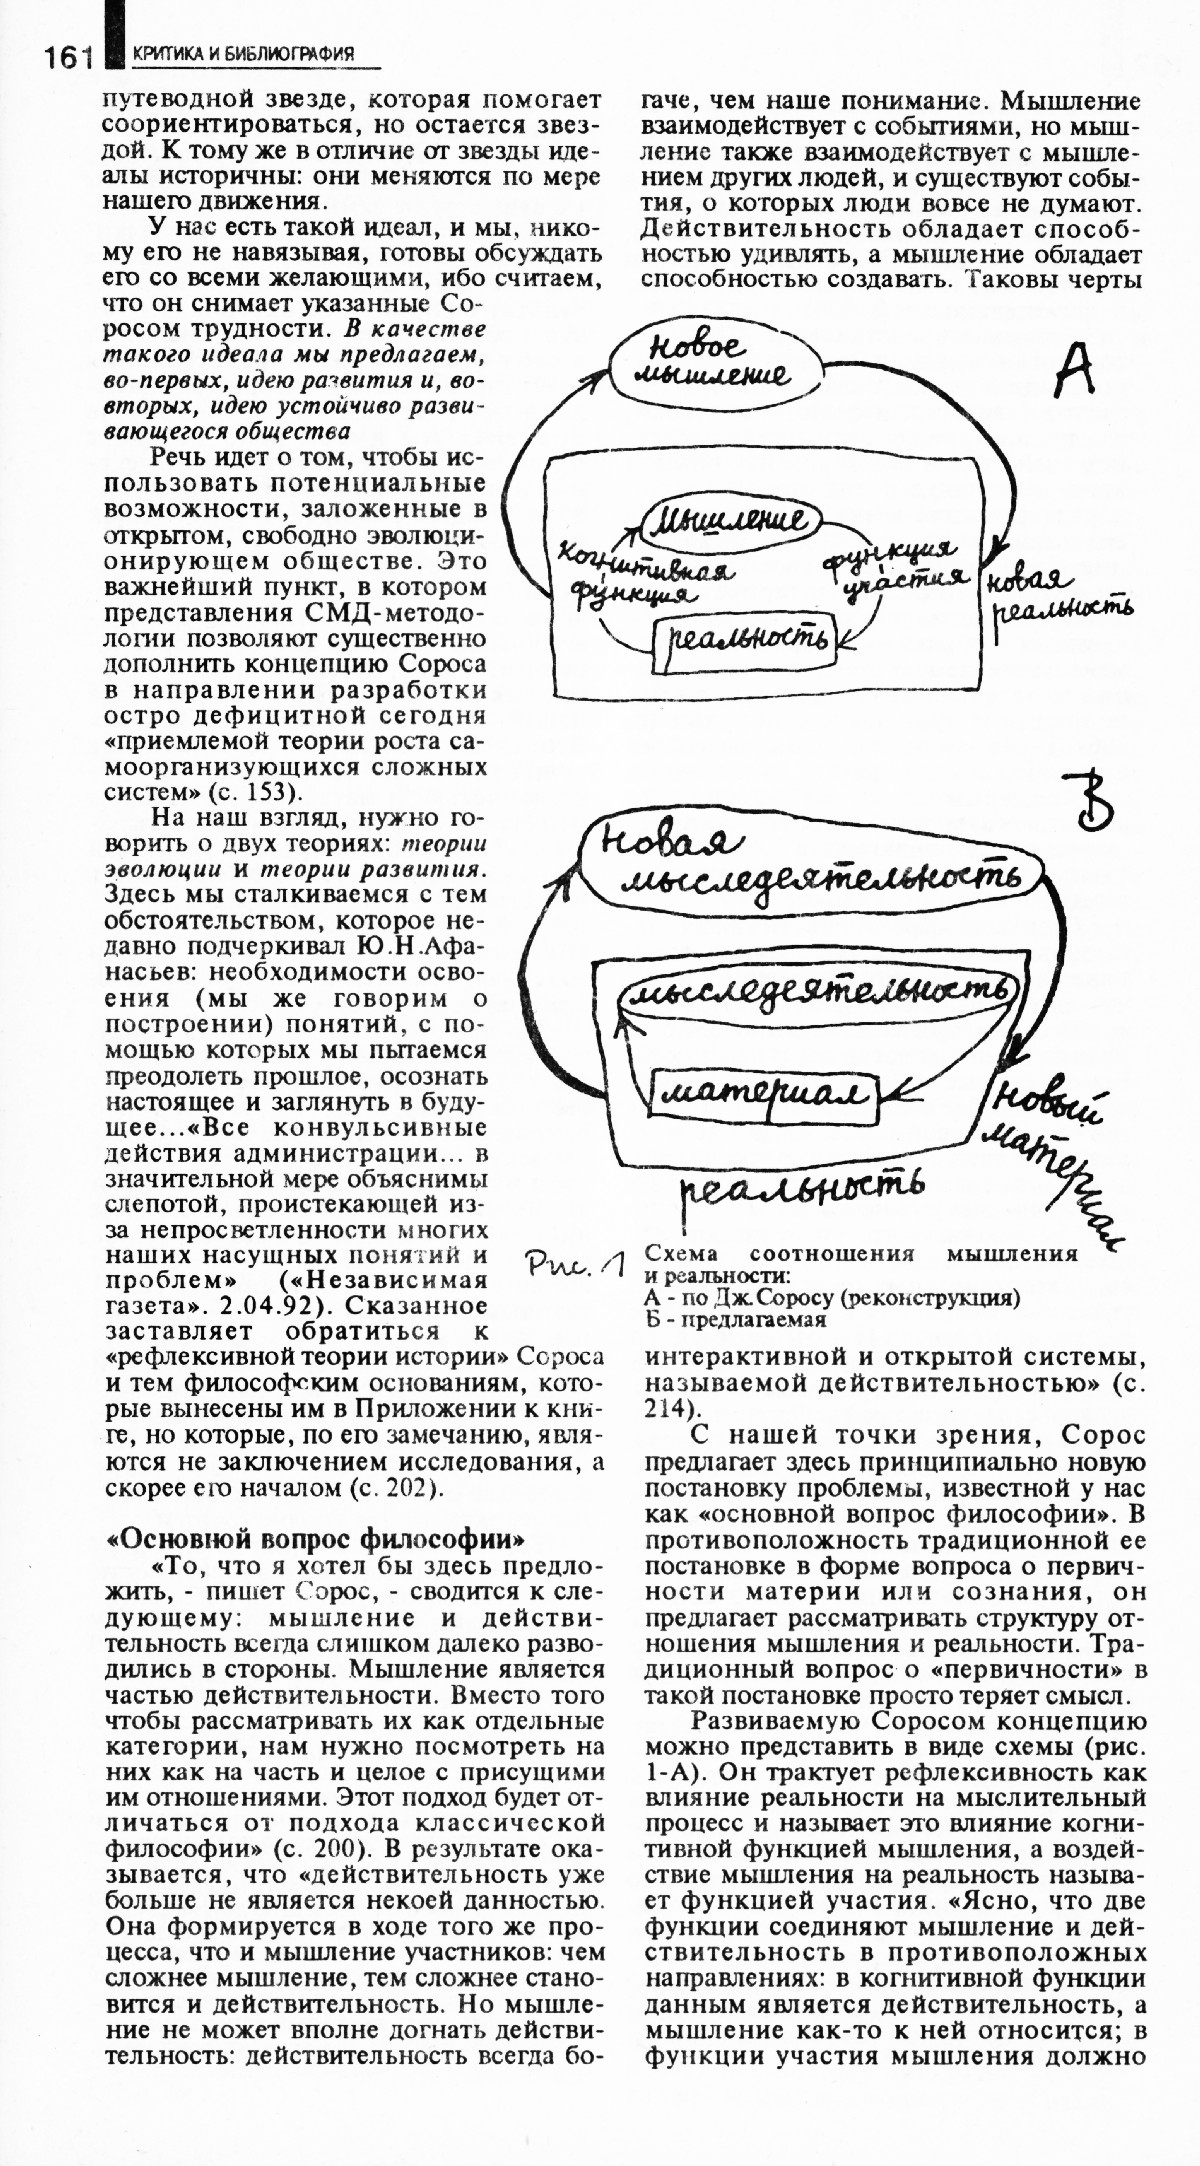 161
КРИТИКА И БИБЛИОГРАФИЯ
путеводной звезде, которая помогает
соориентироваться, но остается звез-
дой. К тому же в отличие от звезды иде-
алы историчны: они меняются по мере
нашего движения.
У нас есть такой идеал, и мы, нико-
му его не навязывая, готовы обсуждать
его со всеми желающими, ибо считаем,
что он снимает указанные Со-
росом трудности. В качестве
такого идеала мы предлагаем,
во-первых, идею развития и, во-
вторых, идею устойчиво разви-
вающегося общества
Речь идет о том, чтобы ис-
пользовать потенциальные
возможности, заложенные в
открытом, свободно эволюци-
онирующем обществе. Это
важнейший пункт, в котором
представления СМД-методо-
логии позволяют существенно
дополнить концепцию Сороса
в направлении разработки
остро дефицитной сегодня
«приемлемой теории роста са-
моорганизующихся сложных
систем» (с. 153).
На наш взгляд, нужно го-
ворить о двух теориях: теории
эволюции и теории развития.
Здесь мы сталкиваемся с тем
обстоятельством, которое не-
давно подчеркивал Ю.Н.Афа-
насьев: необходимости осво-
ения (мы же говорим о
построении) понятий, с по-
мощью которых мы пытаемся
преодолеть прошлое, осознать
настоящее и заглянуть в буду-
щее...«Все конвульсивные
действия администрации... в
значительной мере объяснимы
слепотой, проистекающей из-
за непросветленности многих
наших насущных понятий и
проблем» («Независимая
газета». 2.04.92). Сказанное
заставляет обратиться к
«рефлексивной теории истории» Сороса
и тем философским основаниям, кото-
рые вынесены им в Приложении к кни-
ге, но которые, по его замечанию, явля-
ются не заключением исследования, а
скорее его началом (с. 202).
«Основной вопрос философии»
«То, что я хотел бы здесь предло-
жить, - пишет Сорос, - сводится к сле-
дующему: мышление и действи-
тельность всегда слишком далеко разво-
дились в стороны. Мышление является
частью действительности. Вместо того
чтобы рассматривать их как отдельные
категории, нам нужно посмотреть на
них как на часть и целое с присущими
им отношениями. Этот подход будет от-
личаться от подхода классической
философии» (с. 200). В результате ока-
зывается, что «действительность уже
больше не является некоей данностью.
Она формируется в ходе того же про-
цесса, что и мышление участников: чем
сложнее мышление, тем сложнее стано-
вится и действительность. Но мышле-
ние не может вполне догнать действи-
тельность: действительность всегда бо-
гаче, чем наше понимание. Мышление
взаимодействует с событиями, но мыш-
ление также взаимодействует с мышле-
нием других людей, и существуют собы-
тия, о которых люди вовсе не думают.
Действительность обладает способ-
ностью удивлять, а мышление обладает
способностью создавать. Таковы черты
А
Новое
мышление
Мышление
Когнитивная
функция
функция
участия
реальность
новая
реальность
Б
Новая
мыследеятельность
мыследеятельность
материал
реальность
новый
материал
Рис. 1
Схема соотношения мышления
и реальности:
А - по Дж.Соросу (реконструкция)
Б - предлагаемая
интерактивной и открытой системы,
называемой действительностью» (с.
214).
С нашей точки зрения, Сорос
предлагает здесь принципиально новую
постановку проблемы, известной у нас
как «основной вопрос философии». В
противоположность традиционной ее
постановке в форме вопроса о первич-
ности материи или сознания, он
предлагает рассматривать структуру от-
ношения мышления и реальности. Тра-
диционный вопрос о «первичности» в
такой постановке просто теряет смысл.
Развиваемую Соросом концепцию
можно представить в виде схемы (рис.
1-А). Он трактует рефлексивность как
влияние реальности на мыслительный
процесс и называет это влияние когни-
тивной функцией мышления, а воздей-
ствие мышления на реальность называ-
ет функцией участия. «Ясно, что две
функции соединяют мышление и дей-
ствительность в противоположных
направлениях: в когнитивной функции
данным является действительность, а
мышление как-то к ней относится; в
функции участия мышления должно